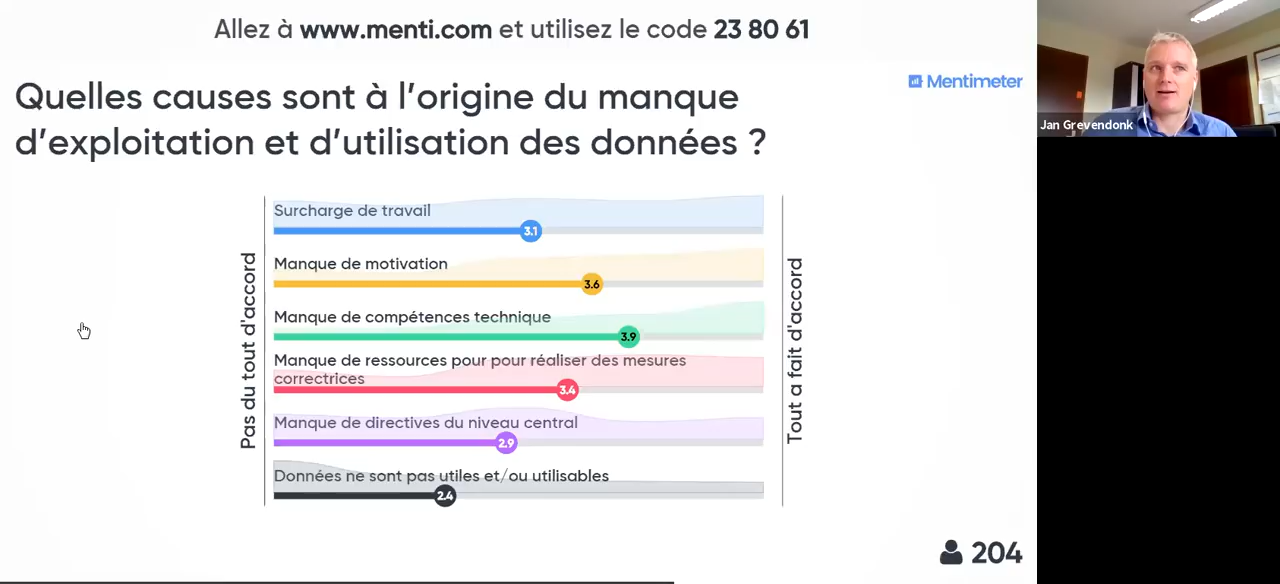 Allez à www.menti.com et utilisez le code 23 80 61
Mentimeter
Quelles causes sont à l'origine du manque
d'exploitation et d'utilisation des données ?
Jan Grevendonk
Pas du tout d'accord
Surcharge de travail
3.1
Manque de motivation
3.6
Manque de compétences technique
3.9
Manque de ressources pour pour réaliser des mesures
correctrices
3.4
Manque de directives du niveau central
2.9
Données ne sont pas utiles et/ou utilisables
2.4
Tout a fait d'accord
204